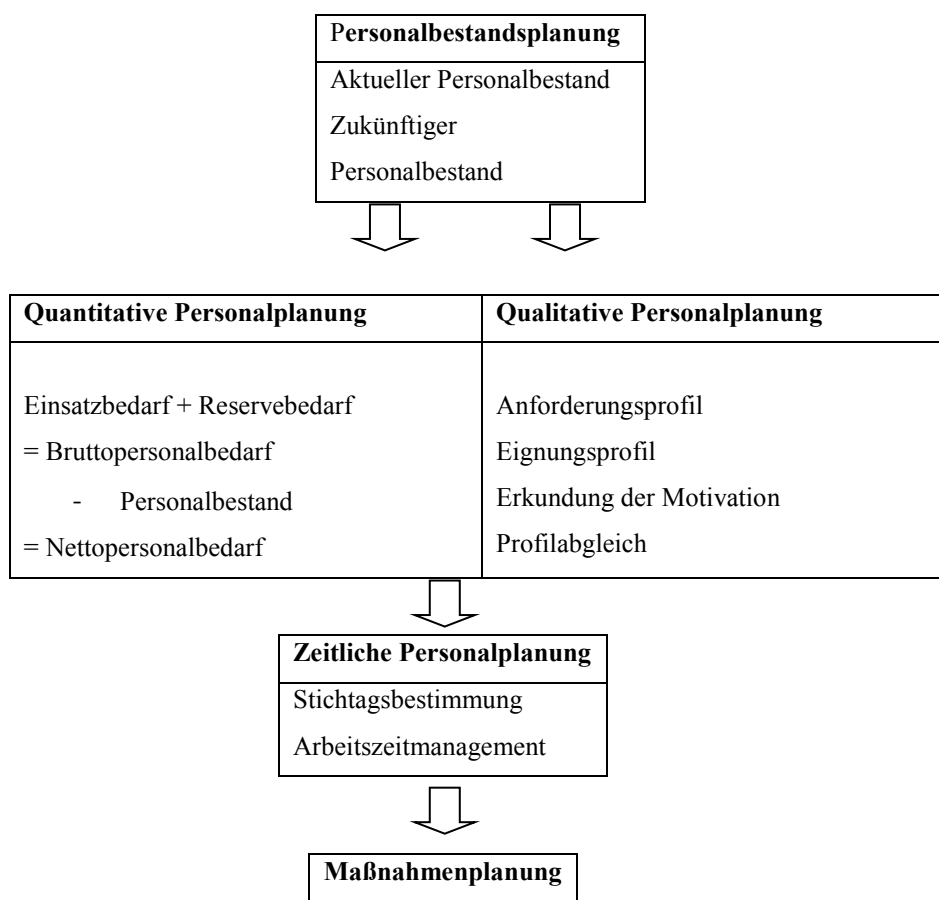 Personalbestandsplanung
Aktueller Personalbestand
Zukünftiger
Personalbestand
Quantitative Personalplanung
Einsatzbedarf + Reservebedarf
= Bruttopersonalbedarf
- Personalbestand
= Nettopersonalbedarf
Qualitative Personalplanung
Anforderungsprofil
Eignungsprofil
Erkundung der Motivation
Profilabgleich
Zeitliche Personalplanung
Stichtagsbestimmung
Arbeitszeitmanagement
Maßnahmenplanung